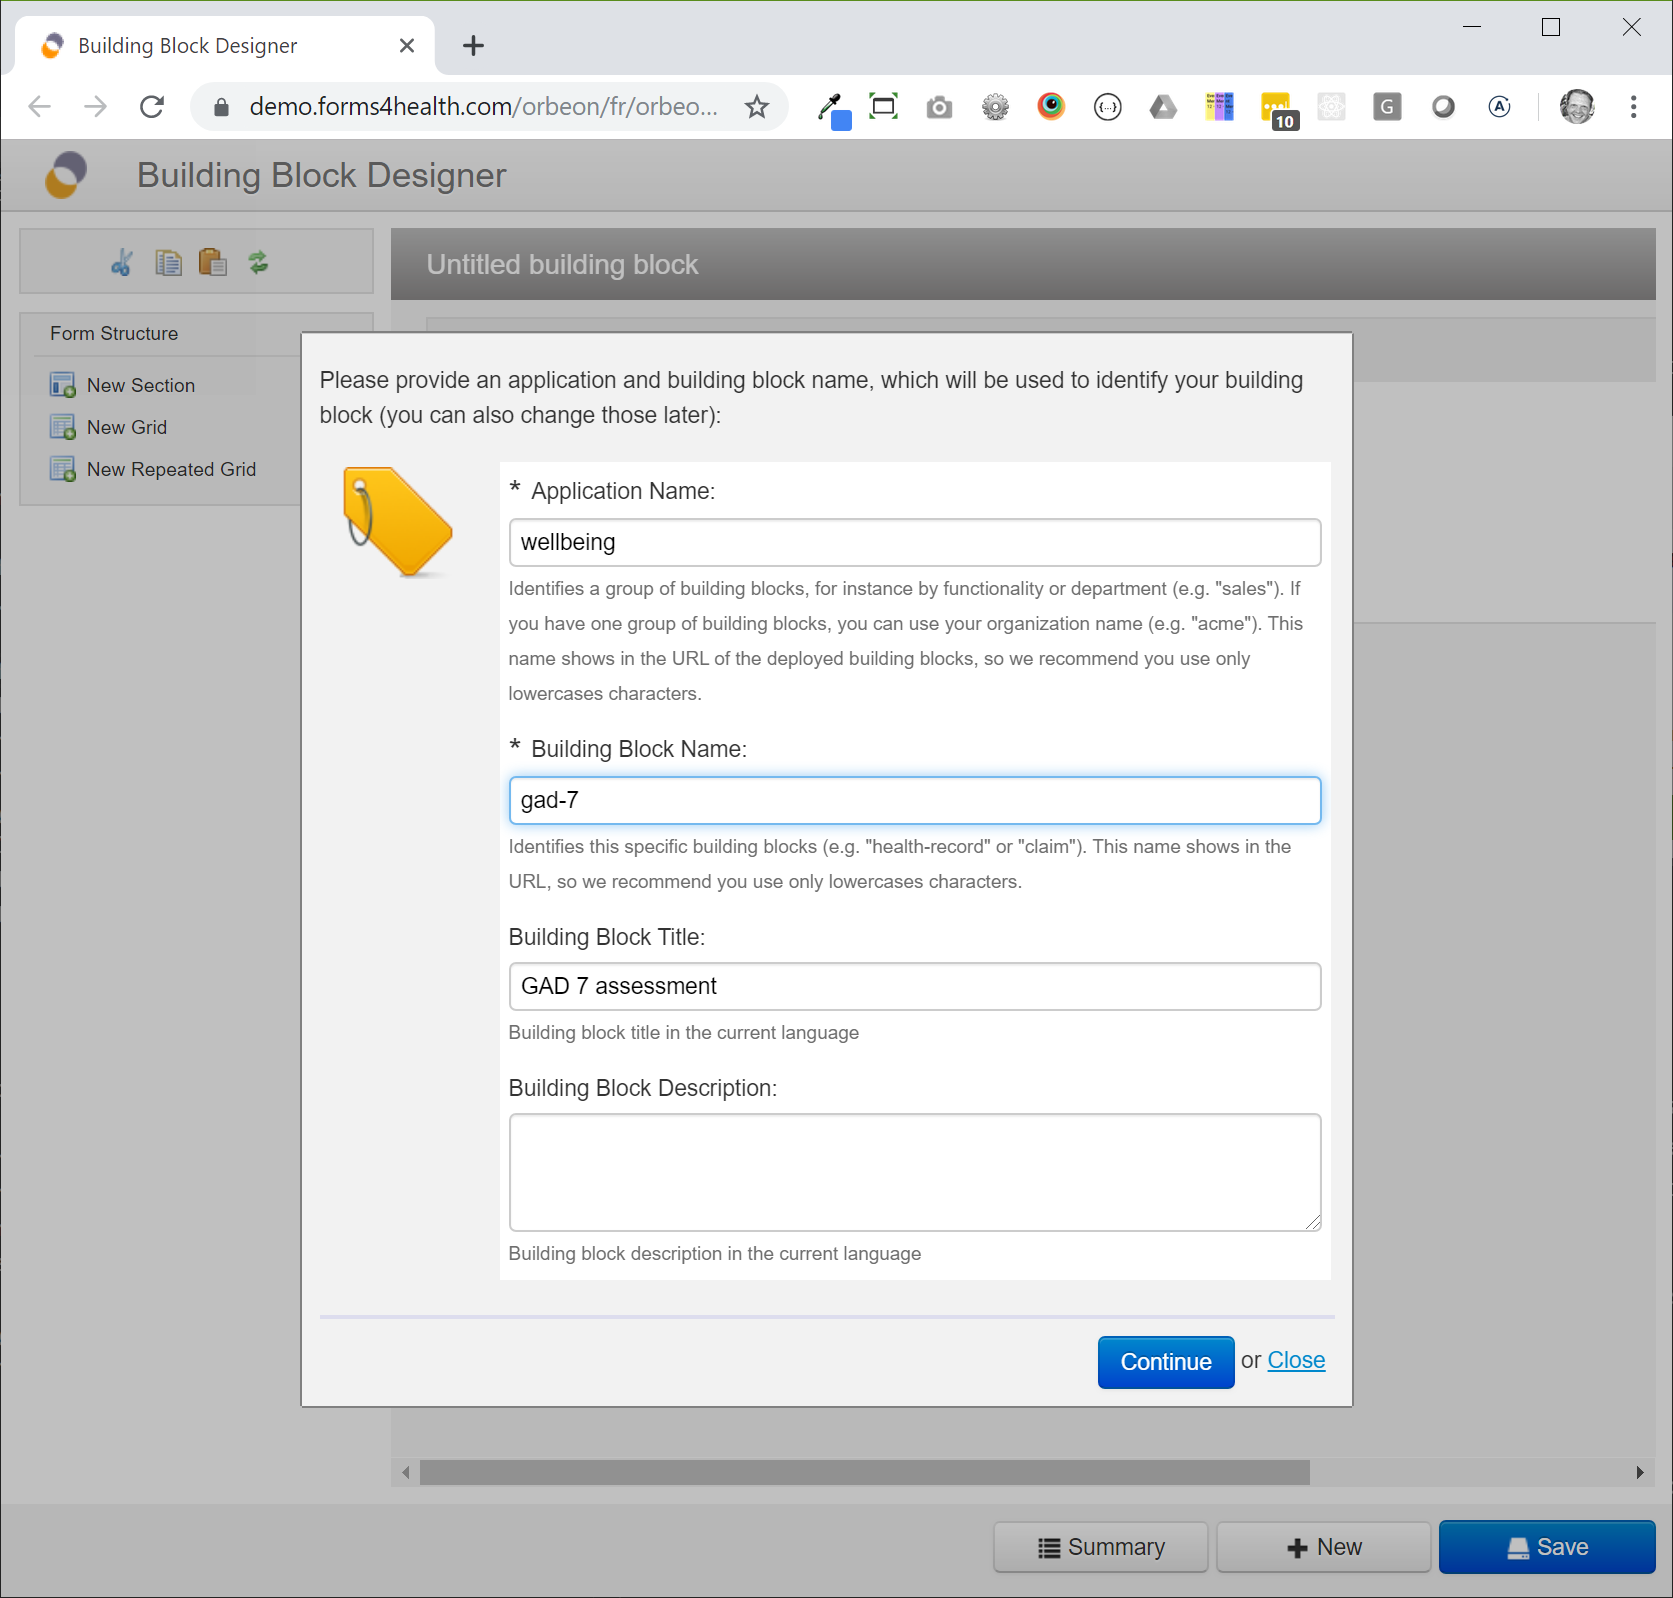 Building Block Designer
demo.forms4health.com/orbeon/fr/orbeo...
10
G
A
Building Block Designer
Untitled building block
Form Structure
New Section
New Grid
New Repeated Grid
Please provide an application and building block name, which will be used to identify your building
block (you can also change those later):
* Application Name:
wellbeing
Identifies a group of building blocks, for instance by functionality or department (e.g. "sales"). If
you have one group of building blocks, you can use your organization name (e.g. "acme"). This
name shows in the URL of the deployed building blocks, so we recommend you use only
lowercases characters.
* Building Block Name:
gad-7
Identifies this specific building blocks (e.g. "health-record" or "claim"). This name shows in the
URL, so we recommend you use only lowercases characters.
Building Block Title:
GAD 7 assessment
Building block title in the current language
Building Block Description:
Building block description in the current language
Continue or Close
Summary
New
Save